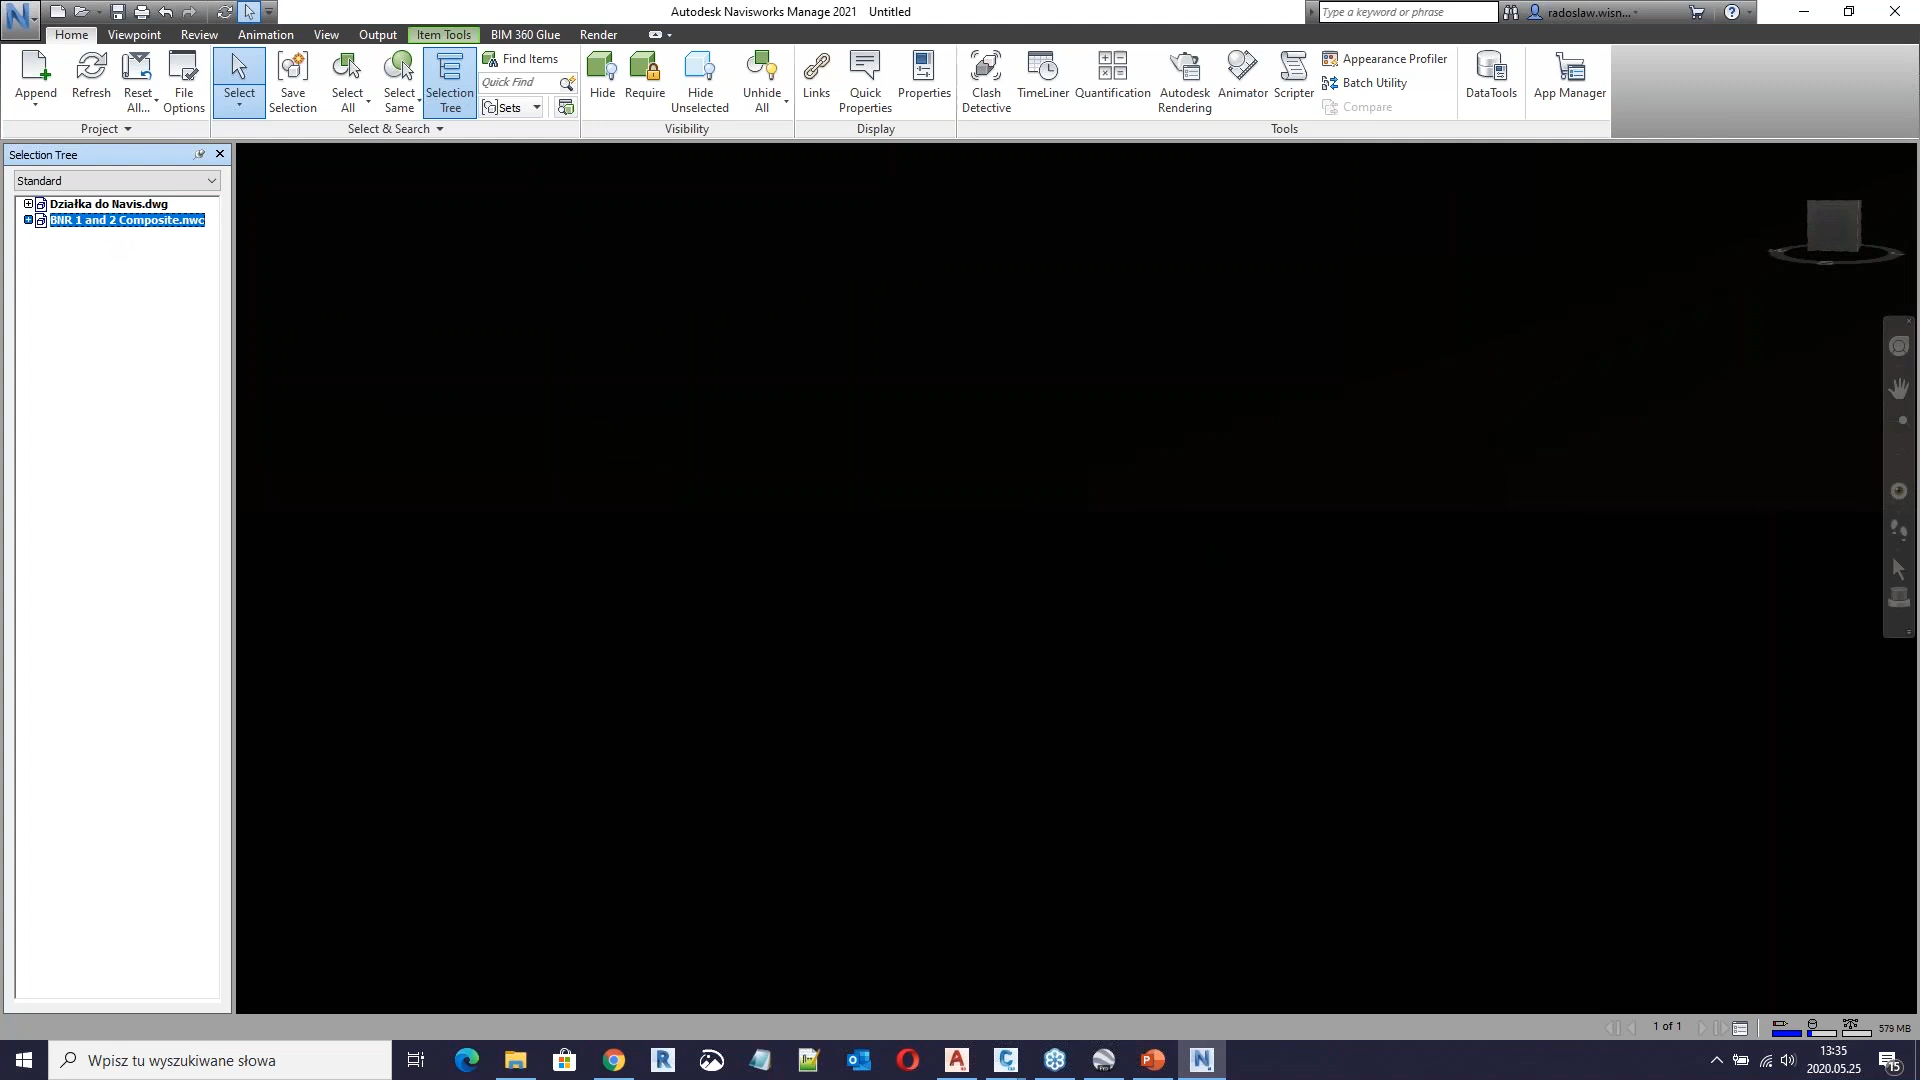 Autodesk Navisworks Manage 2021 Untitled
Type a keyword or phrase
radoslaw.wisn...
Home Viewpoint Review Animation View Output Item Tools BIM 360 Glue Render
Append
Refresh
Reset All...
File Options
Project
Select
Save Selection
Select All
Select Same
Selection Tree
Find Items
Quick Find
Sets
Select & Search
Hide
Require
Hide Unselected
Unhide All
Visibility
Links
Quick Properties
Properties
Display
Clash Detective
TimeLiner
Quantification
Autodesk Rendering
Animator
Scripter
Appearance Profiler
Batch Utility
Compare
Tools
DataTools
App Manager
Selection Tree
Standard
Działka do Navis.dwg
BNR 1 and 2 Composite.nwc
1 of 1
579 MB
Wpisz tu wyszukiwane słowa
13:35
2020.05.25
15